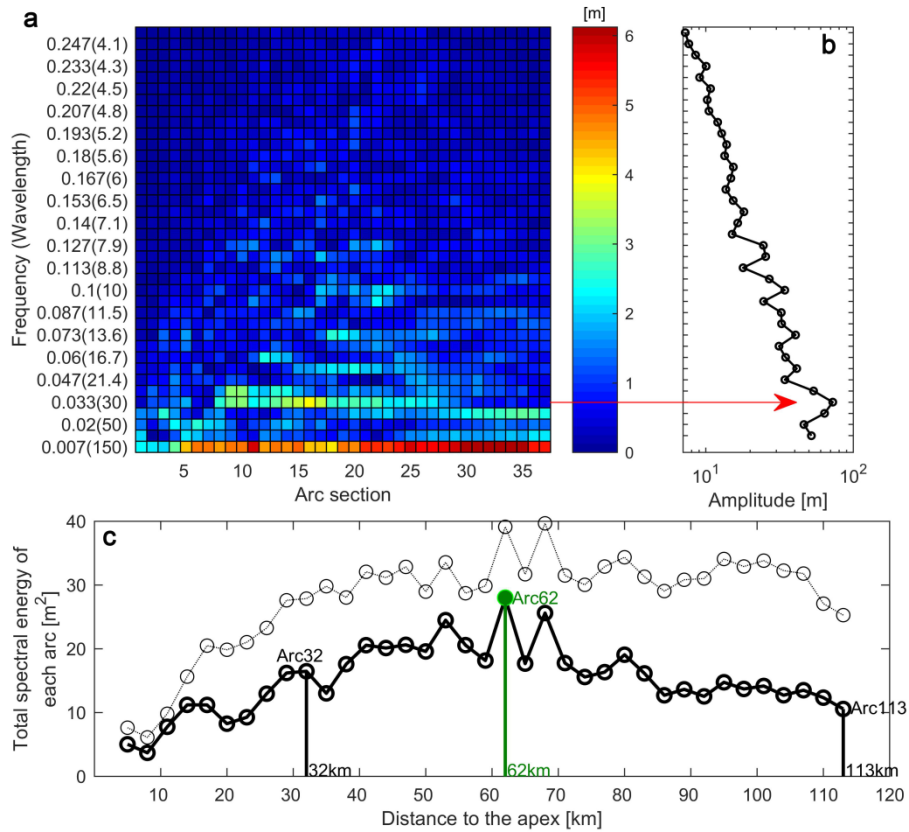 a
[m]
b
Frequency (Wavelength)
0.247(4.1)
0.233(4.3)
0.22(4.5)
0.207(4.8)
0.193(5.2)
0.18(5.6)
0.167(6)
0.153(6.5)
0.14(7.1)
0.127(7.9)
0.113(8.8)
0.1(10)
0.087(11.5)
0.073(13.6)
0.06(16.7)
0.047(21.4)
0.033(30)
0.02(50)
0.007(150)
5 10 15 20 25 30 35
Arc section
6
5
4
3
2
1
0
10^1 10^2
Amplitude [m]
c
Total spectral energy of
each arc [m^2]
40
30
20
10
0
Arc32
Arc62
Arc113
32km
62km
113km
10 20 30 40 50 60 70 80 90 100 110 120
Distance to the apex [km]